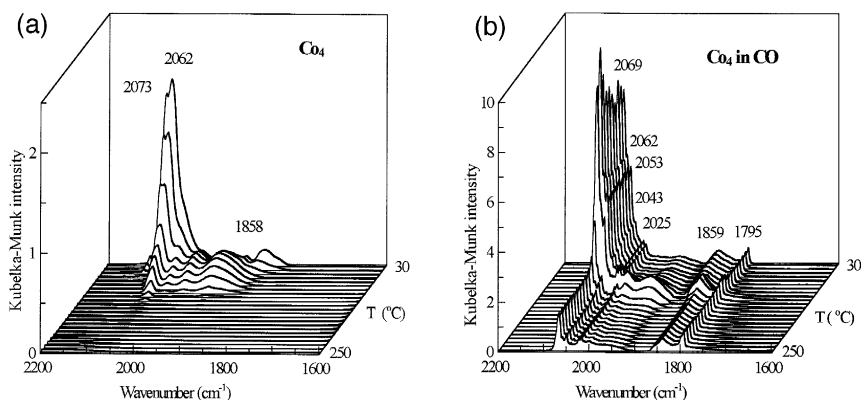 (a)
Co4
2062
2073
1858
2
1
0
Kubelka-Munk intensity
30
T (°C)
250
2200 2000 1800 1600
Wavenumber (cm-1)
(b)
Co4 in CO
2069
2062
2053
2043
2025
1859 1795
10
8
6
4
2
0
Kubelka-Munk intensity
30
T (°C)
250
2200 2000 1800 1600
Wavenumber (cm-1)